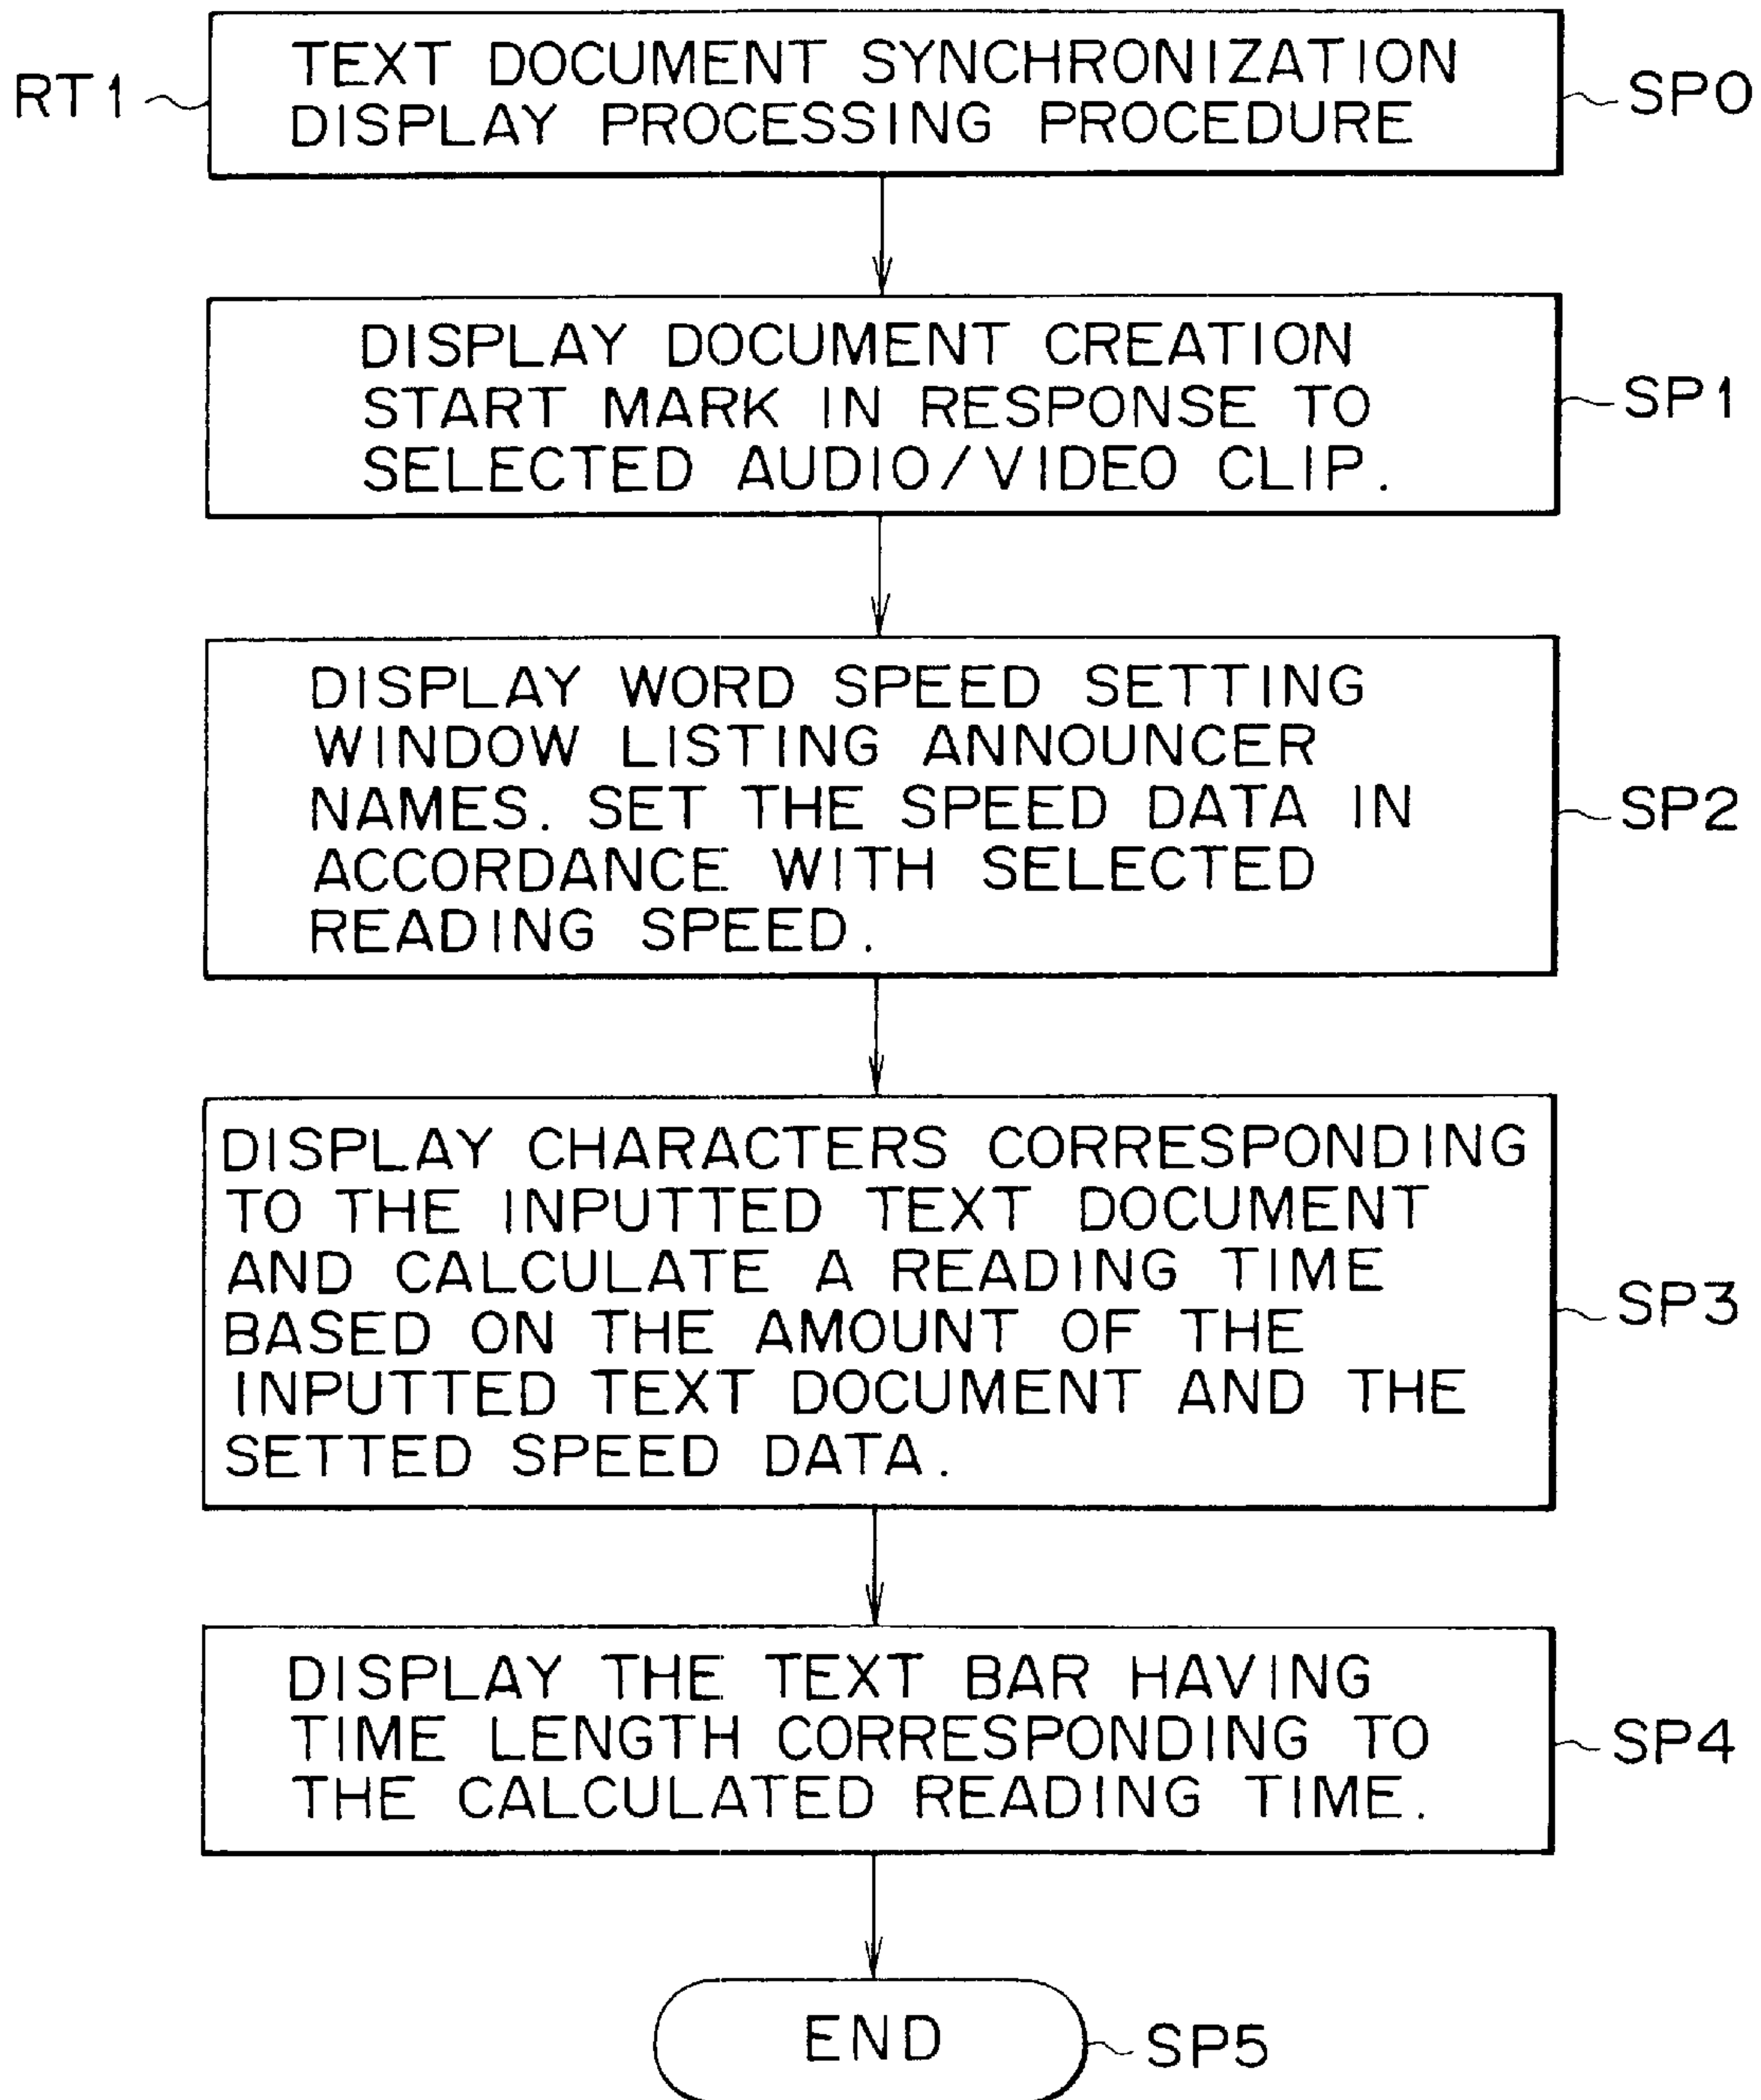 TEXT DOCUMENT SYNCHRONIZATION
RT1
DISPLAY PROCESSING PROCEDURE
SP0
DISPLAY DOCUMENT CREATION
START MARK IN RESPONSE TO
SP1
SELECTED AUDIO/VIDEO CLIP.
DISPLAY WORD SPEED SETTING
WINDOW LISTING ANNOUNCER
NAMES. SET THE SPEED DATA IN
SP2
ACCORDANCE WITH SELECTED
READING SPEED.
DISPLAY CHARACTERS CORRESPONDING
TO THE INPUTTED TEXT DOCUMENT
AND CALCULATE A READING TIME
SP3
BASED ON THE AMOUNT OF THE
INPUTTED TEXT DOCUMENT AND THE
SETTED SPEED DATA.
DISPLAY THE TEXT BAR HAVING
TIME LENGTH CORRESPONDING TO
SP4
THE CALCULATED READING TIME.
END
SP5